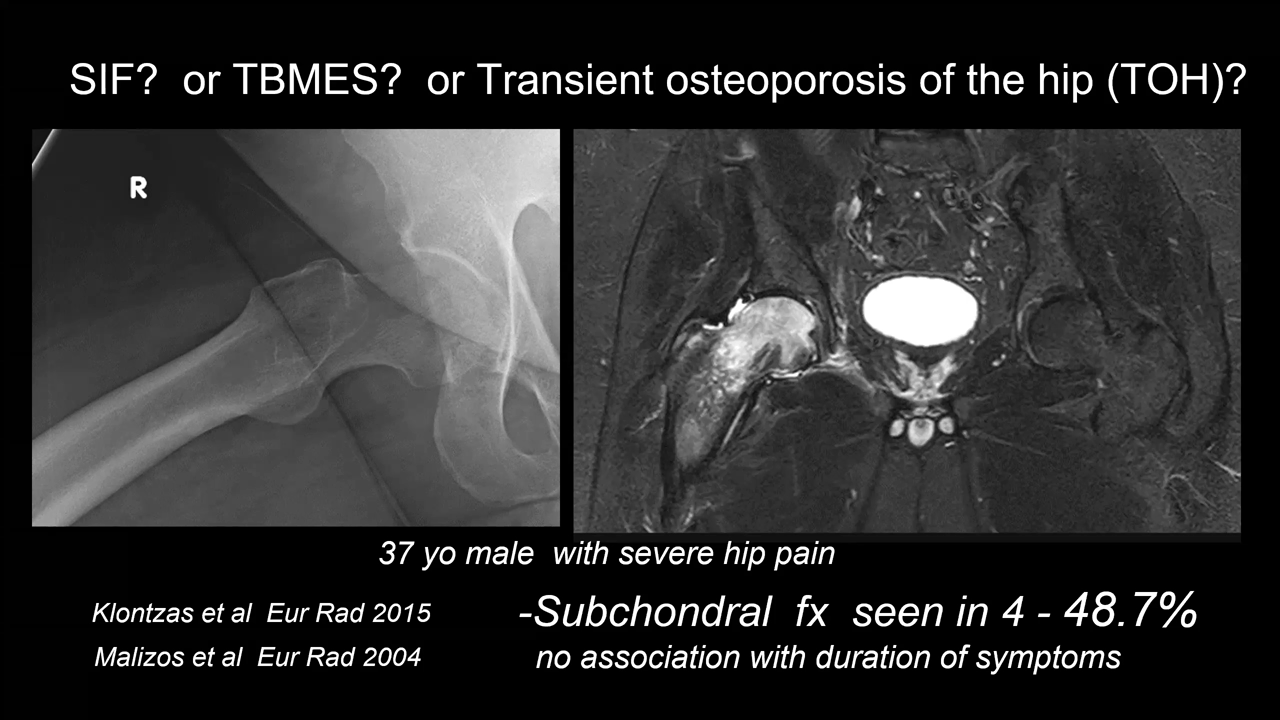 SIF? or TBMES? or Transient osteoporosis of the hip (TOH)?
R
37 yo male with severe hip pain
Klontzas et al Eur Rad 2015
-Subchondral fx seen in 4 - 48.7%
Malizos et al Eur Rad 2004
no association with duration of symptoms